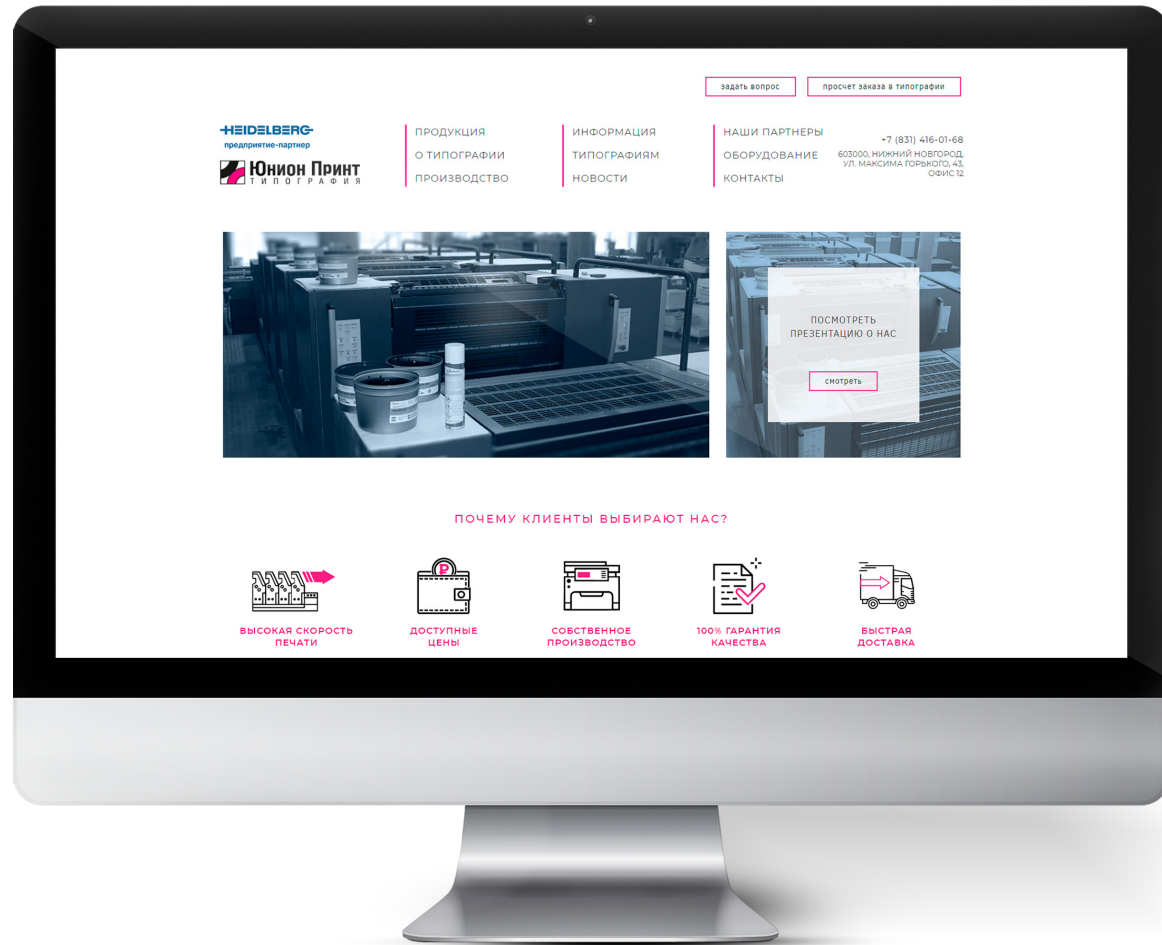 задать вопрос
просчет заказа в типографии
HEIDELBERG
предприятие-партнер
Юнион Принт
ТИПОГРАФИЯ
ПРОДУКЦИЯ
О ТИПОГРАФИИ
ПРОИЗВОДСТВО
ИНФОРМАЦИЯ
ТИПОГРАФИЯМ
НОВОСТИ
НАШИ ПАРТНЕРЫ
ОБОРУДОВАНИЕ
КОНТАКТЫ
+7 (831) 416-01-68
603000, НИЖНИЙ НОВГОРОД,
УЛ. МАКСИМА ГОРЬКОГО, 43,
ОФИС 12
ПОСМОТРЕТЬ
ПРЕЗЕНТАЦИЮ О НАС
смотреть
ПОЧЕМУ КЛИЕНТЫ ВЫБИРАЮТ НАС?
ВЫСОКАЯ СКОРОСТЬ
ПЕЧАТИ
ДОСТУПНЫЕ
ЦЕНЫ
СОБСТВЕННОЕ
ПРОИЗВОДСТВО
100% ГАРАНТИЯ
КАЧЕСТВА
БЫСТРАЯ
ДОСТАВКА